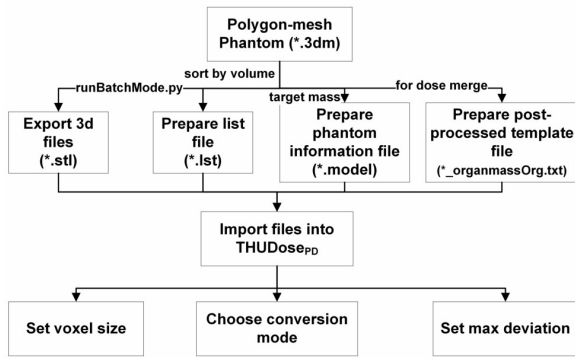 Polygon-mesh
Phantom (*.3dm)
sort by volume
runBatchMode.py
target mass
for dose merge
Export 3d
files
(*.stl)
Prepare list
file
(*.lst)
Prepare
phantom
information file
(*.model)
Prepare post-
processed template
file
(*_organmassOrg.txt)
Import files into
THUDosePD
Set voxel size
Choose conversion
mode
Set max deviation